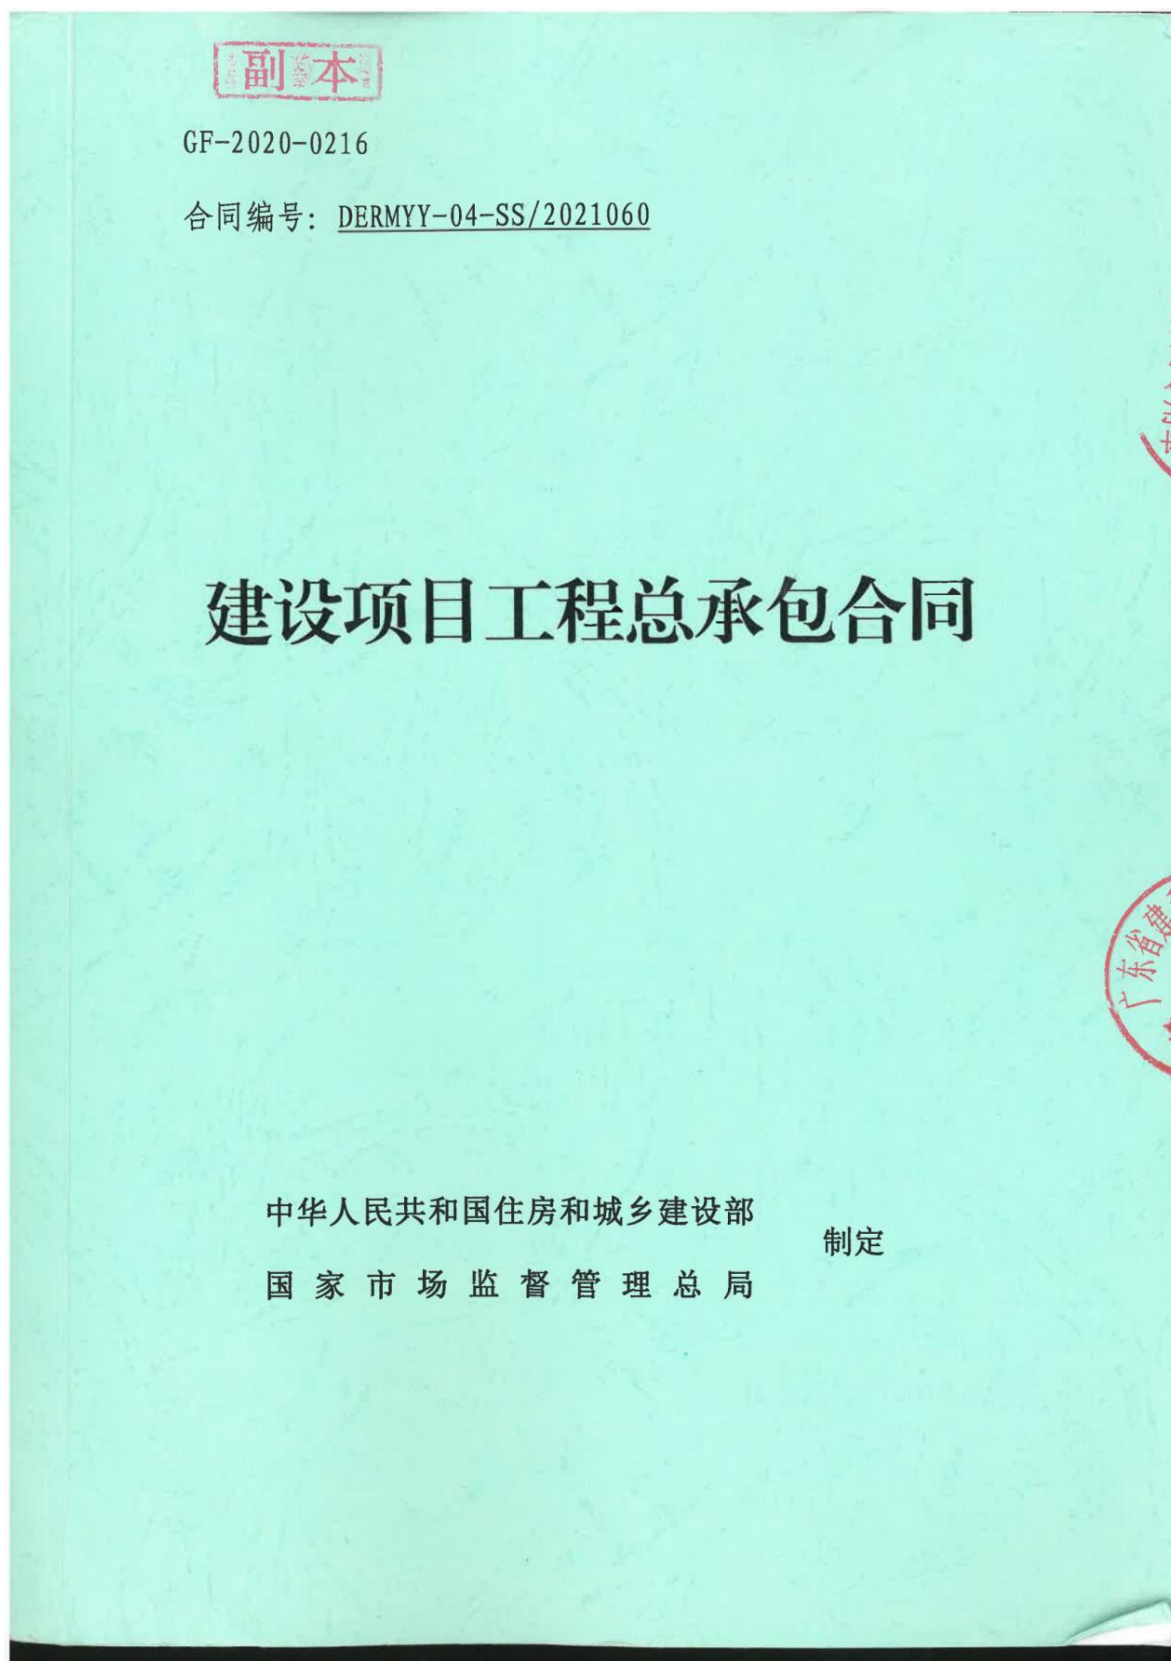 副本
GF-2020-0216
合同编号：DERMYY-04-SS/2021060
建设项目工程总承包合同
广东省建
中华人民共和国住房和城乡建设部
制定
国家市场监督管理总局